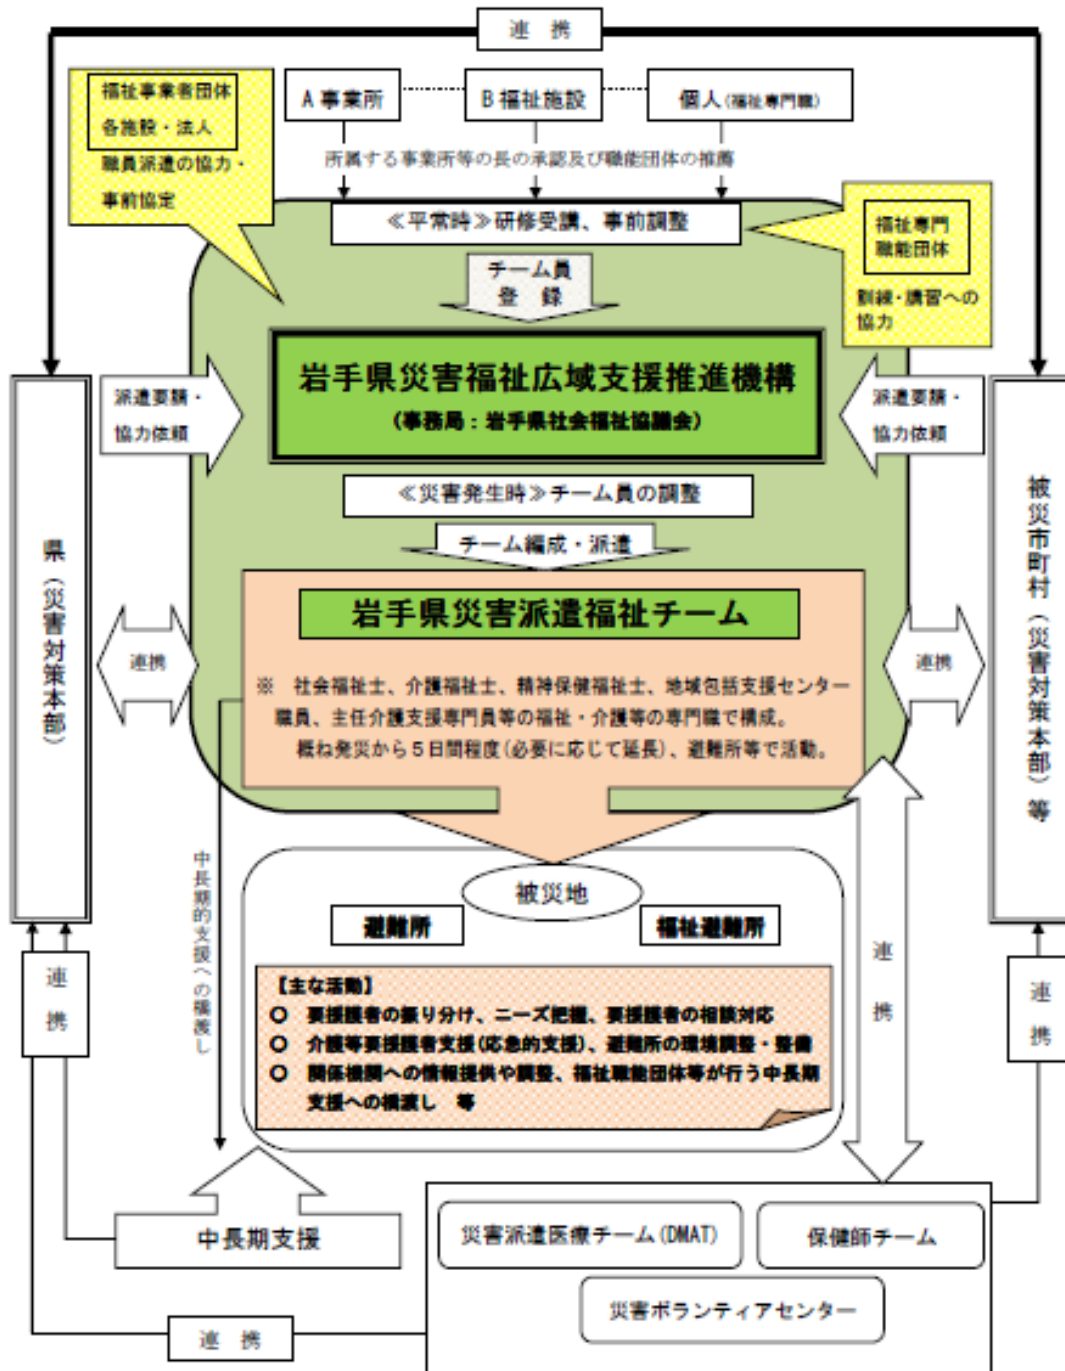 連 携
福祉事業者団体
各施設・法人
職員派遣の協力・
事前協定
A 事業所
B 福祉施設
個人(福祉専門職)
所属する事業所等の長の承認及び職能団体の推薦
≪平常時≫研修受講、事前調整
福祉専門
職能団体
訓練・講習への
協力
チーム員
登 録
岩手県災害福祉広域支援推進機構
(事務局:岩手県社会福祉協議会)
派遣要請・
協力依頼
派遣要請・
協力依頼
≪災害発生時≫チーム員の調整
チーム編成・派遣
県(災害対策本部)
被災市町村(災害対策本部)等
岩手県災害派遣福祉チーム
連携
連携
※ 社会福祉士、介護福祉士、精神保健福祉士、地域包括支援センター
職員、主任介護支援専門員等の福祉・介護等の専門職で構成。
概ね発災から5日間程度(必要に応じて延長)、避難所等で活動。
中長期的支援への橋渡し
被災地
避難所
福祉避難所
【主な活動】
○ 要援護者の振り分け、ニーズ把握、要援護者の相談対応
○ 介護等要援護者支援(応急的支援)、避難所の環境調整・整備
○ 関係機関への情報提供や調整、福祉職能団体等が行う中長期
支援への橋渡し 等
連 携
連 携
連 携
中長期支援
災害派遣医療チーム(DMAT)
保健師チーム
災害ボランティアセンター
連 携